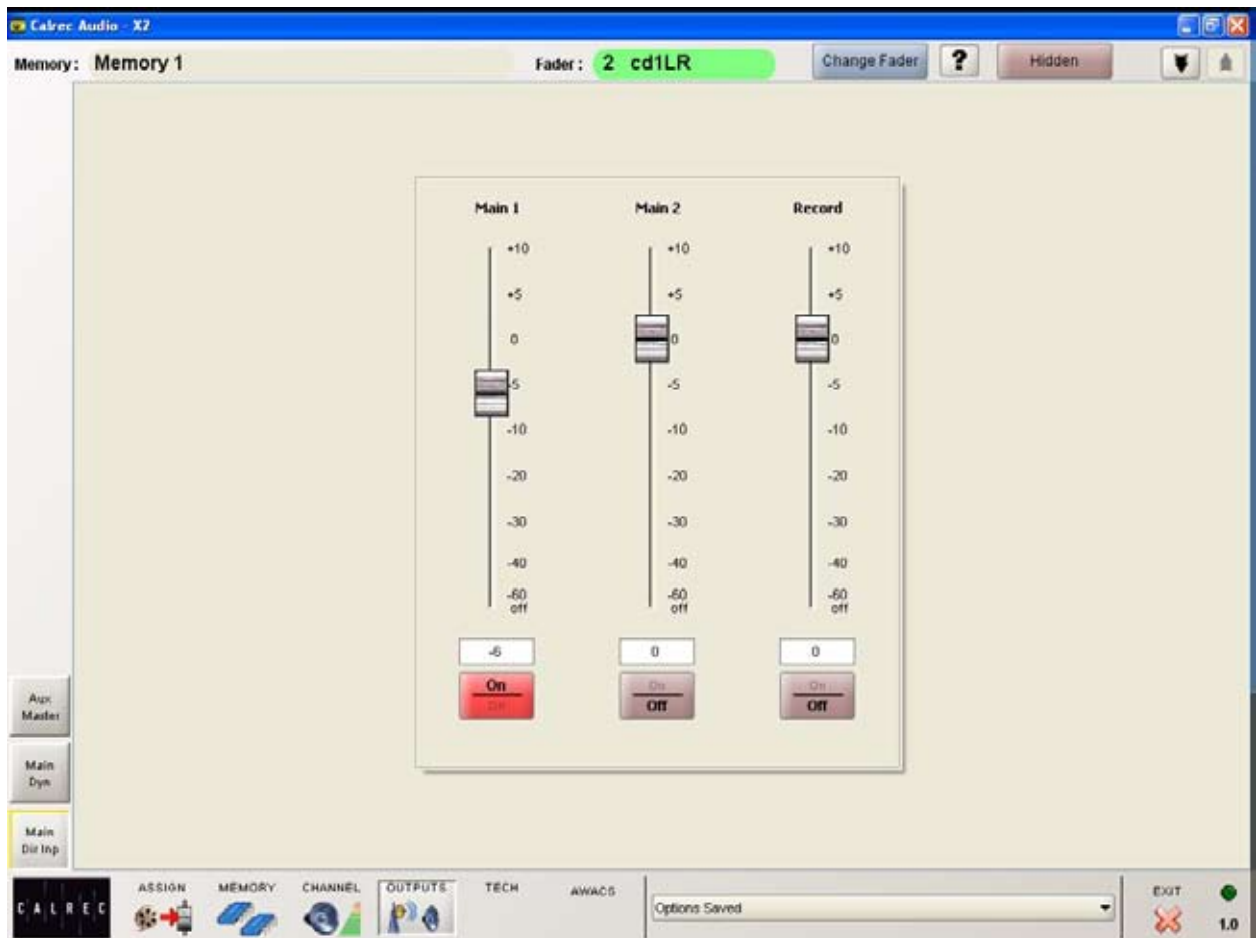 Calrec Audio - X2
Memory: Memory 1 Fader: 2 cd1LR Change Fader ? Hidden
Main 1 Main 2 Record
+10 +10 +10
+5 +5 +5
0 0 0
-5 -5 -5
-10 -10 -10
-20 -20 -20
-30 -30 -30
-40 -40 -40
-60 -60 -60
off off off
-6 0 0
On On On
Off Off
Aux
Master
Main
Dyn
Main
Dir Inp
ASSIGN MEMORY CHANNEL OUTPUTS TECH AWACS EXIT
CALREC Options Saved 1.0